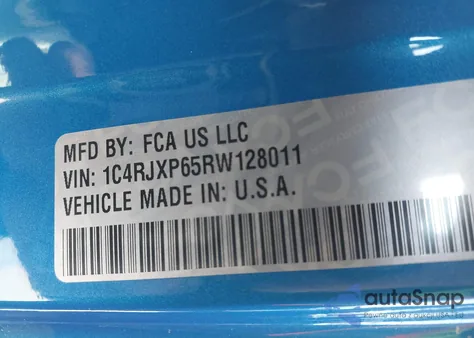 MFD BY: FCA US LLC
VIN: 1C4RJXP65RW128011
VEHICLE MADE IN: U.S.A.
autoSnap